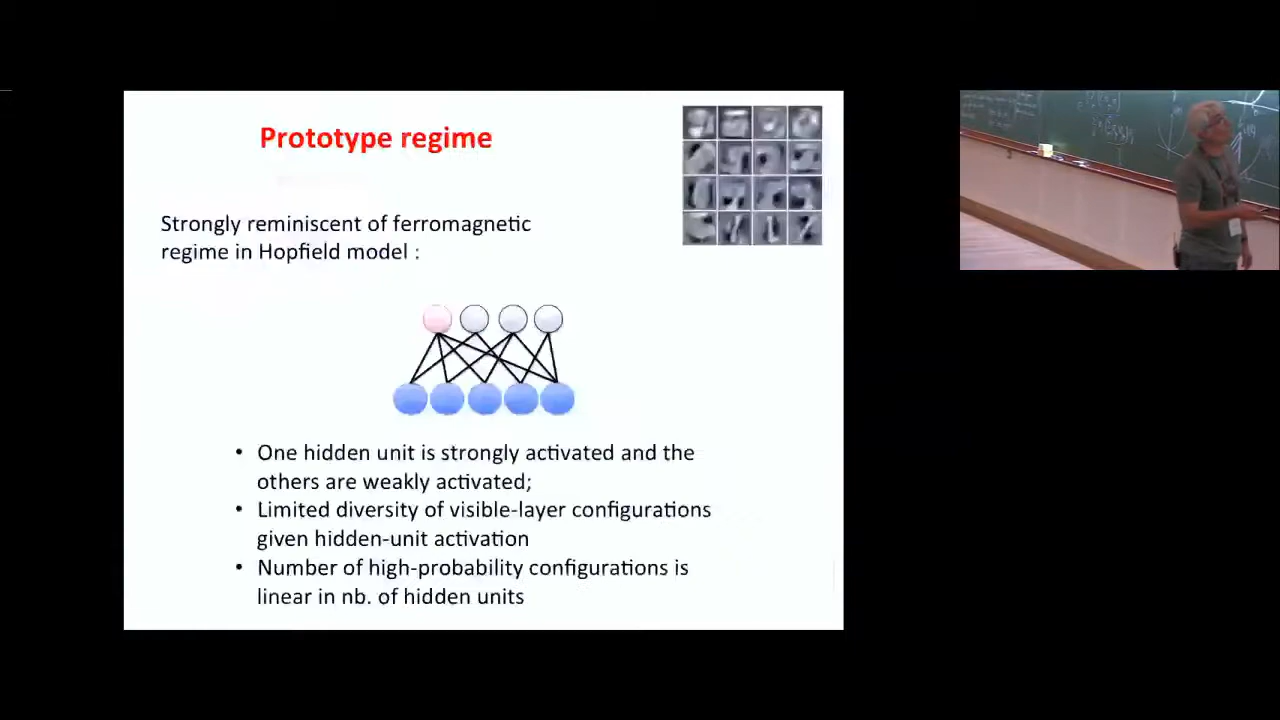 Prototype regime
Strongly reminiscent of ferromagnetic
regime in Hopfield model :
• One hidden unit is strongly activated and the
others are weakly activated;
• Limited diversity of visible-layer configurations
given hidden-unit activation
• Number of high-probability configurations is
linear in nb. of hidden units